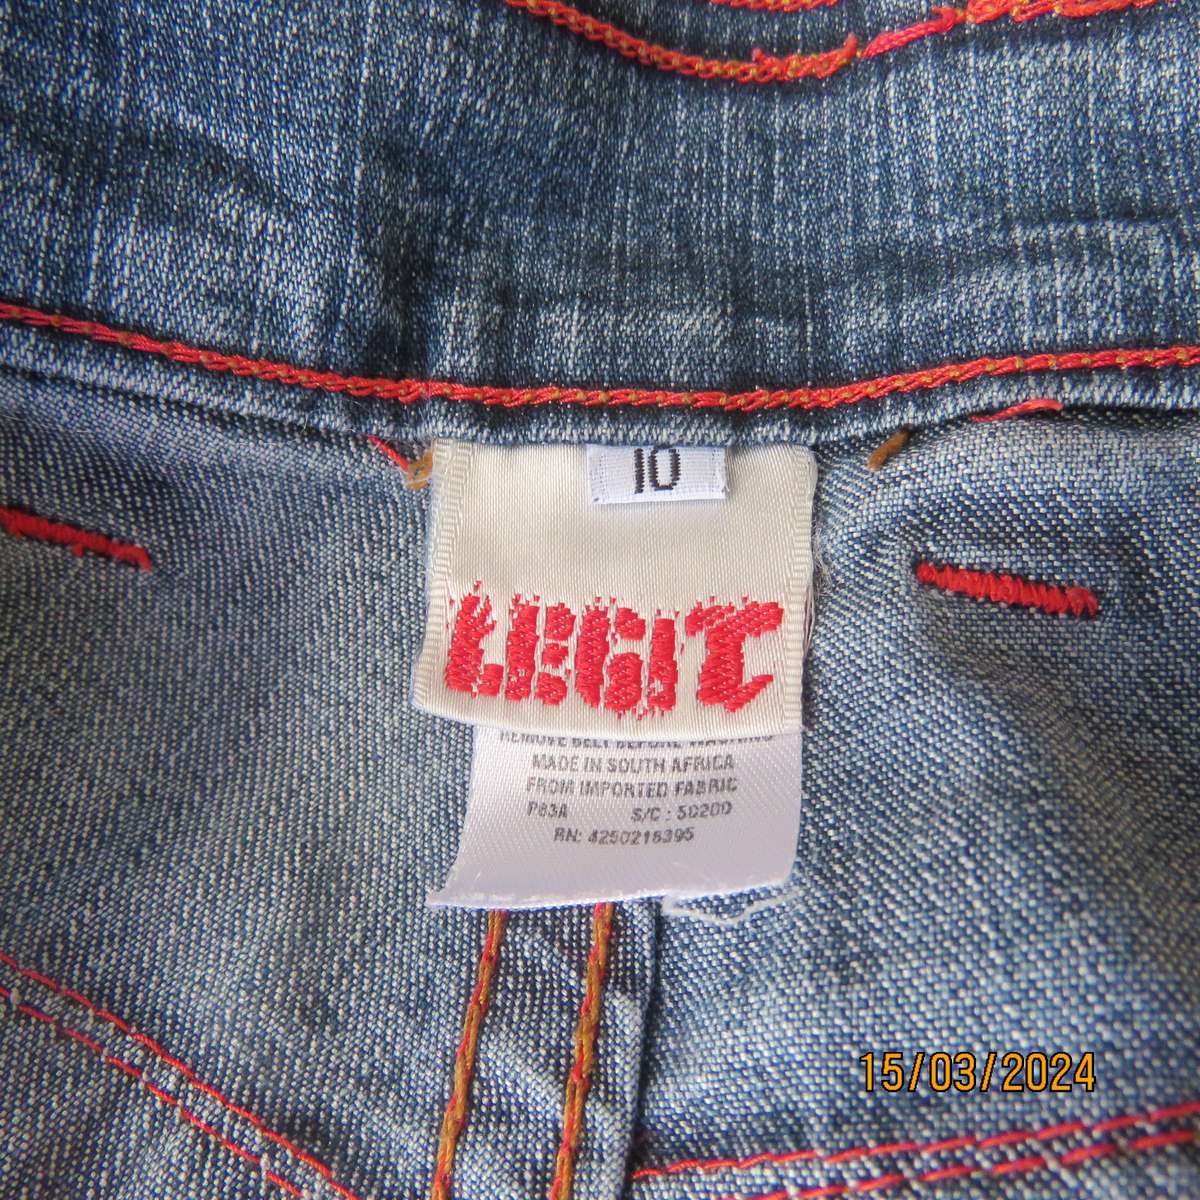 10
LEGIT
REMOVE BELT BEFORE WASHING
MADE IN SOUTH AFRICA
FROM IMPORTED FABRIC
P63A S/C : 50200
RN: 4250218395
15/03/2024